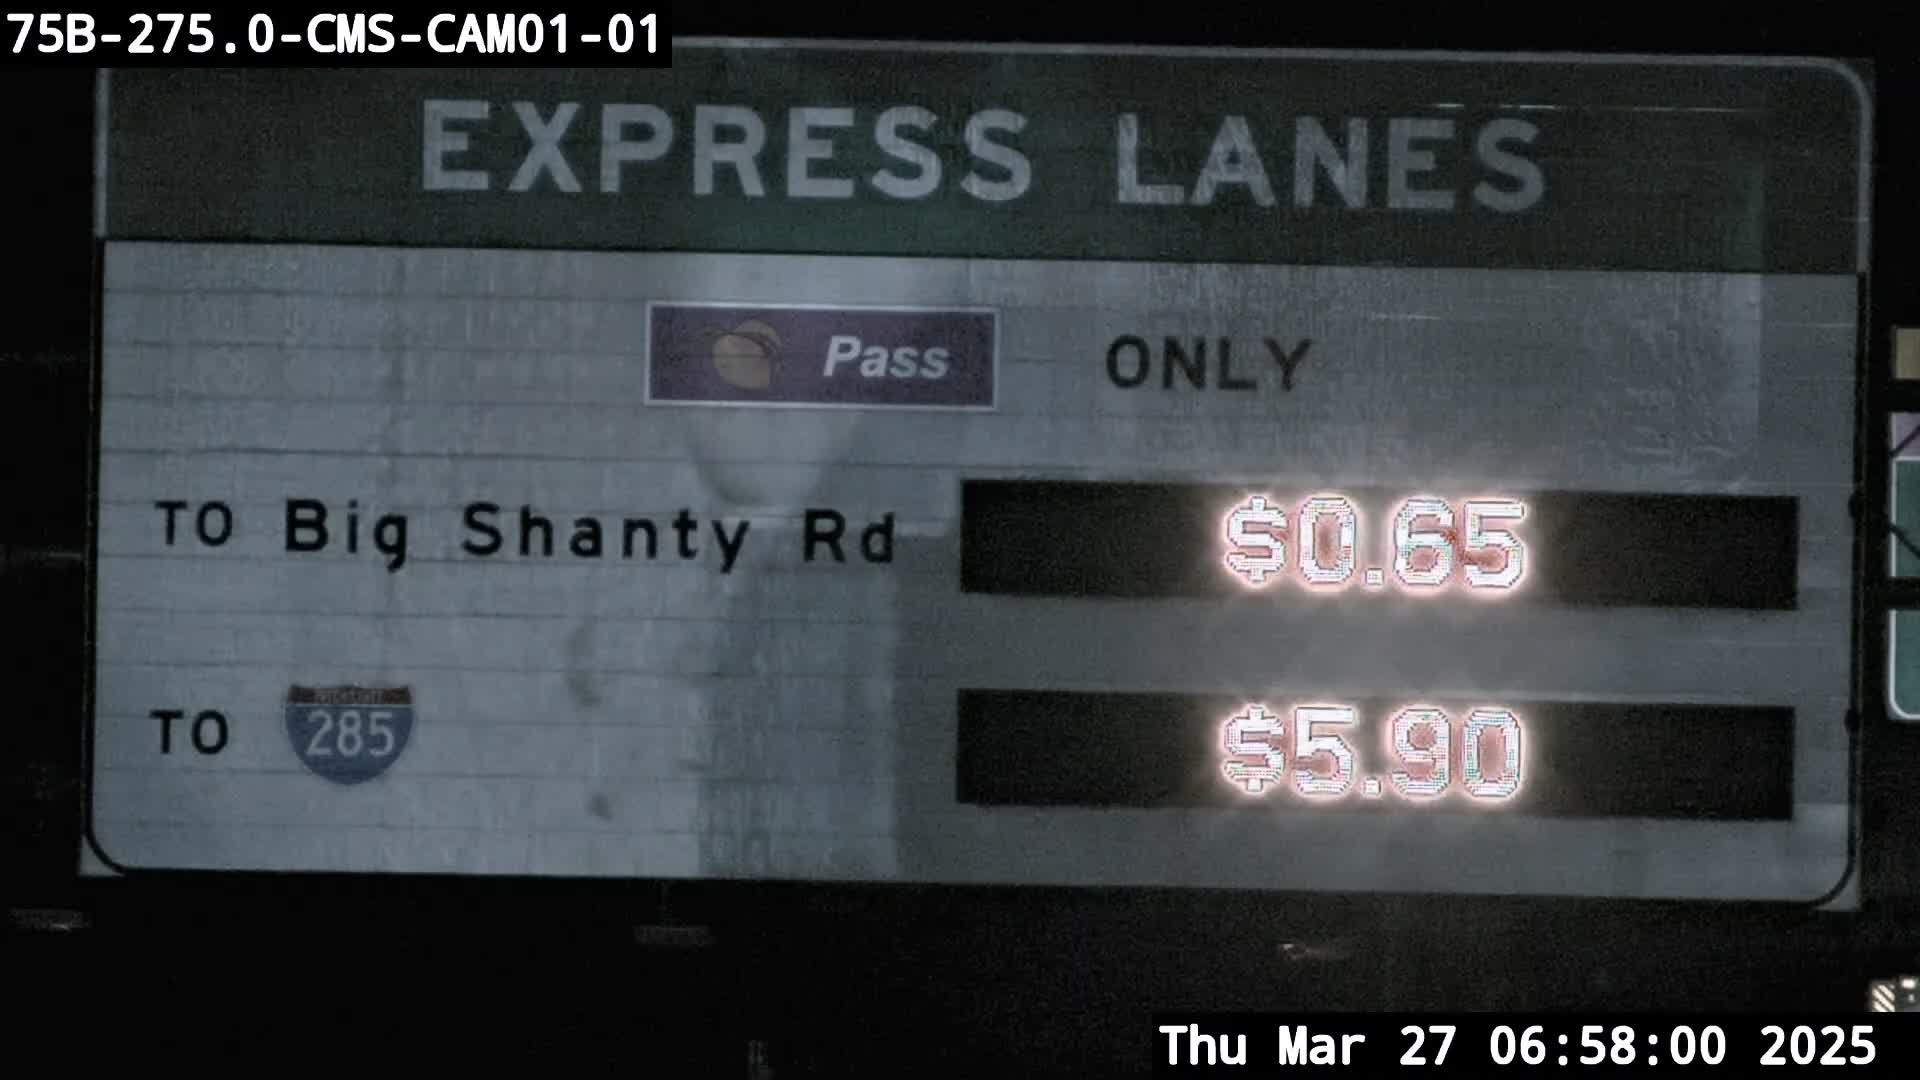 75B-275.0-CMS-CAM01-01
EXPRESS LANES
Pass ONLY
TO Big Shanty Rd $0.65
TO 285 $5.90
Thu Mar 27 06:58:00 2025